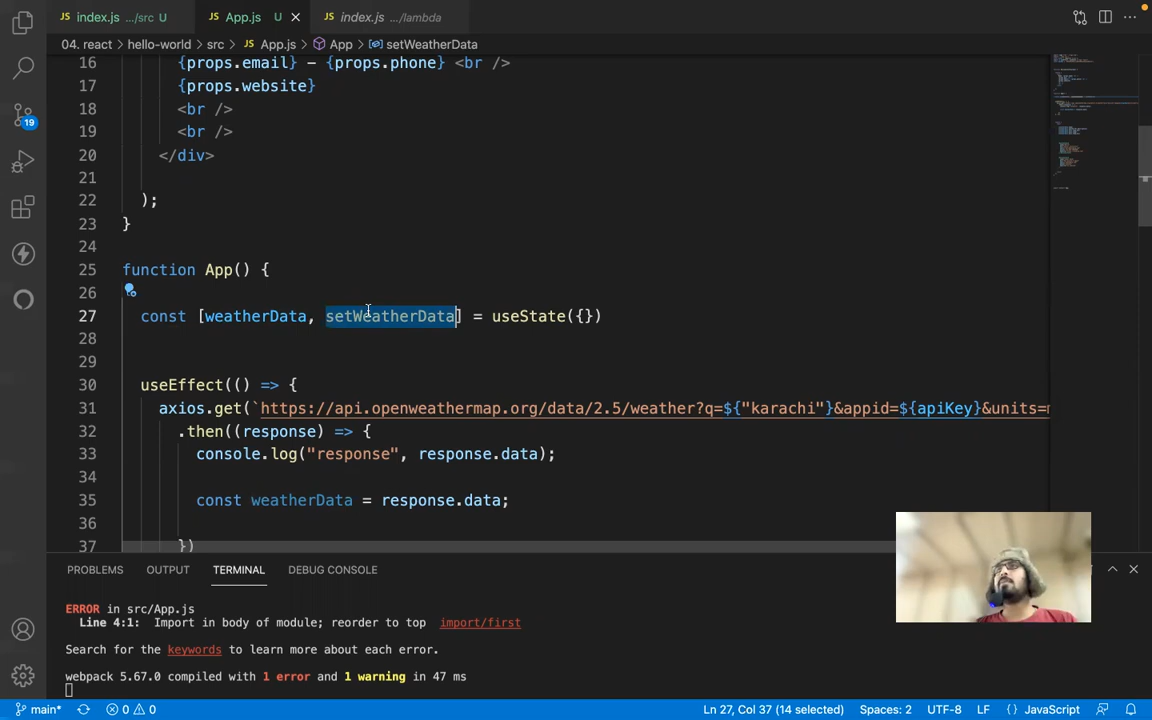 JS index.js .../src U
JS App.js U
JS index.js .../lambda
04. react > hello-world > src > JS App.js > App > setWeatherData
16 {props.email} - {props.phone} <br />
17 {props.website}
18 <br />
19 <br />
20 </div>
21
22 );
23 }
24
25 function App() {
26
27 const [weatherData, setWeatherData] = useState({})
28
29
30 useEffect(() => {
31 axios.get(`https://api.openweathermap.org/data/2.5/weather?q=${"karachi"}&appid=${apiKey}&units=
32 .then((response) => {
33 console.log("response", response.data);
34
35 const weatherData = response.data;
36
37 })
19
PROBLEMS OUTPUT TERMINAL DEBUG CONSOLE
ERROR in src/App.js
Line 4:1: Import in body of module; reorder to top import/first
Search for the keywords to learn more about each error.
webpack 5.67.0 compiled with 1 error and 1 warning in 47 ms
main* 0 0 Ln 27, Col 37 (14 selected) Spaces: 2 UTF-8 LF {} JavaScript